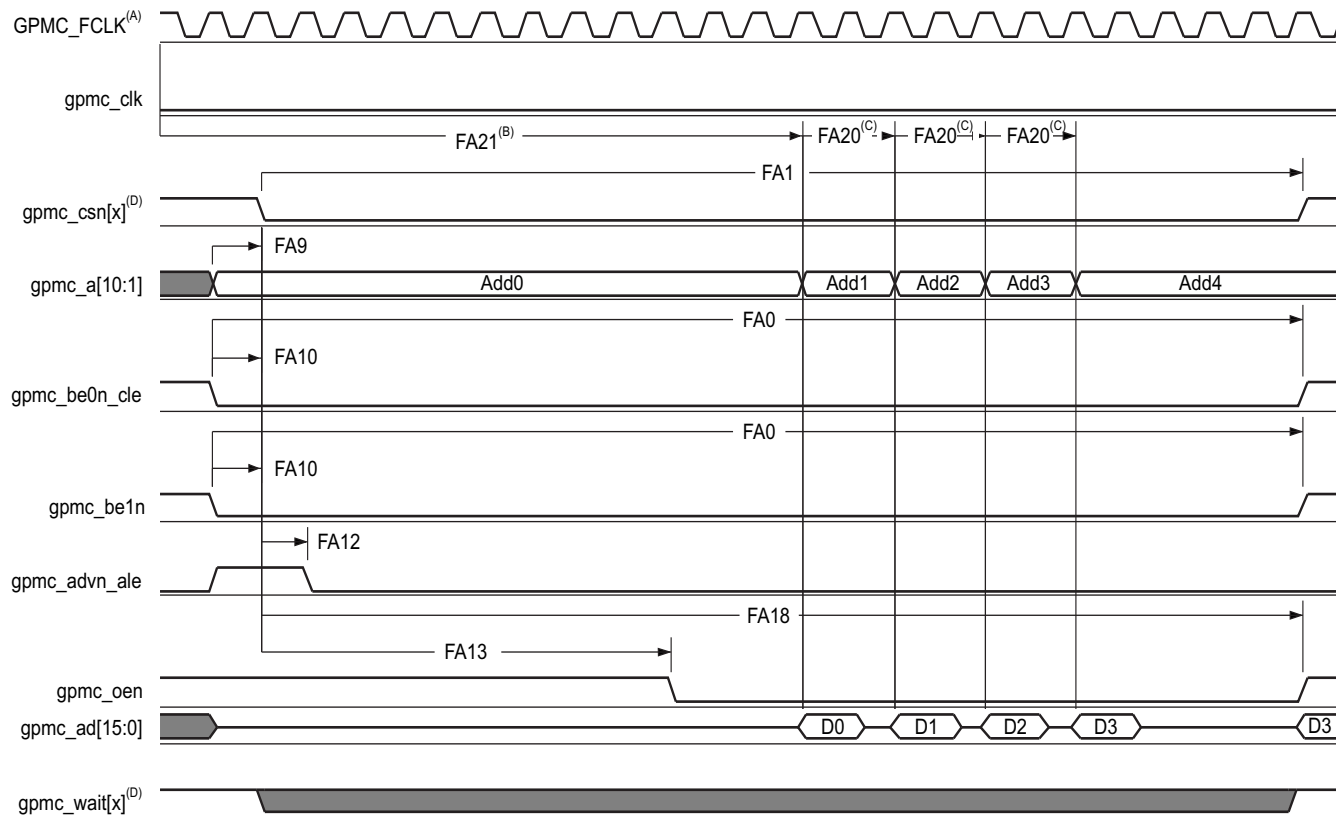 GPMC_FCLK(A)
gpmc_clk
FA21(B) FA20(C) FA20(C) FA20(C)
FA1
gpmc_csn[x](D)
FA9
gpmc_a[10:1] Add0 Add1 Add2 Add3 Add4
FA0
FA10
gpmc_be0n_cle
FA0
FA10
gpmc_be1n
FA12
gpmc_advn_ale
FA18
FA13
gpmc_oen
gpmc_ad[15:0] D0 D1 D2 D3 D3
gpmc_wait[x](D)